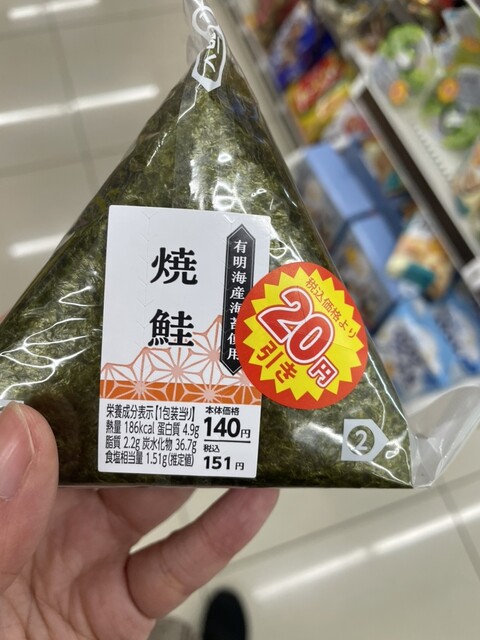 焼鮭
有明海産海苔使用
税込価格より
20円
引き
栄養成分表示【1包装当り】
熱量 186kcal 蛋白質 4.9g
脂質 2.2g 炭水化物 36.7g
食塩相当量 1.51g(推定値)
本体価格
140円
税込
151円
②